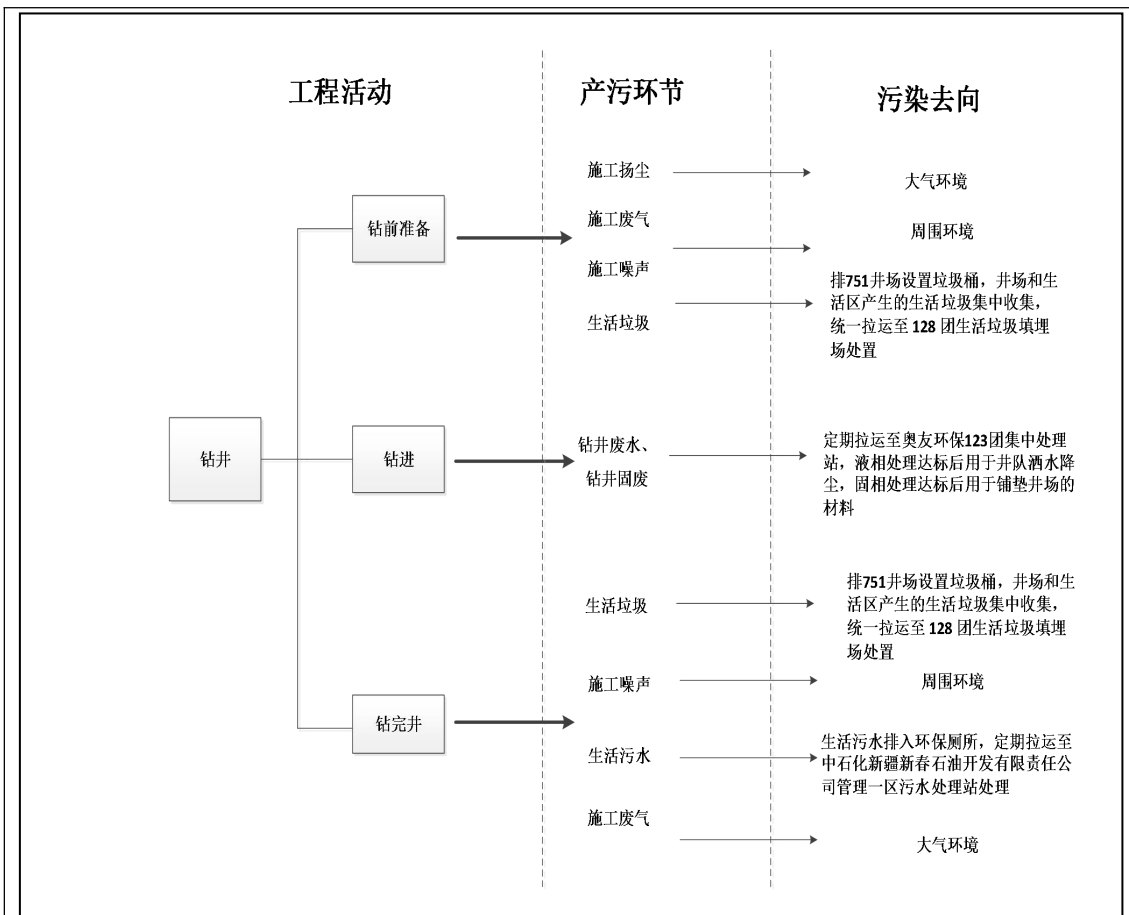 工程活动
产污环节
污染去向
施工扬尘
大气环境
钻前准备
施工废气
周围环境
施工噪声
生活垃圾
排751井场设置垃圾桶，井场和生
活区产生的生活垃圾集中收集，
统一拉运至 128 团生活垃圾填埋
场处置
钻井
钻进
钻井废水、
钻井固废
定期拉运至奥友环保123团集中处理
站，液相处理达标后用于井队洒水降
尘，固相处理达标后用于铺垫井场的
材料
生活垃圾
排751井场设置垃圾桶，井场和生
活区产生的生活垃圾集中收集，
统一拉运至 128 团生活垃圾填埋
场处置
施工噪声
周围环境
钻完井
生活污水
生活污水排入环保厕所，定期拉运至
中石化新疆新春石油开发有限责任公
司管理一区污水处理站处理
施工废气
大气环境